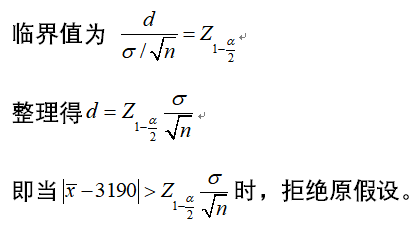 临界值为 d / (σ/√n) = Z_{1-α/2}↵
整理得 d = Z_{1-α/2} σ/√n ↵
即当|x̄-3190| > Z_{1-α/2} σ/√n 时，拒绝原假设。